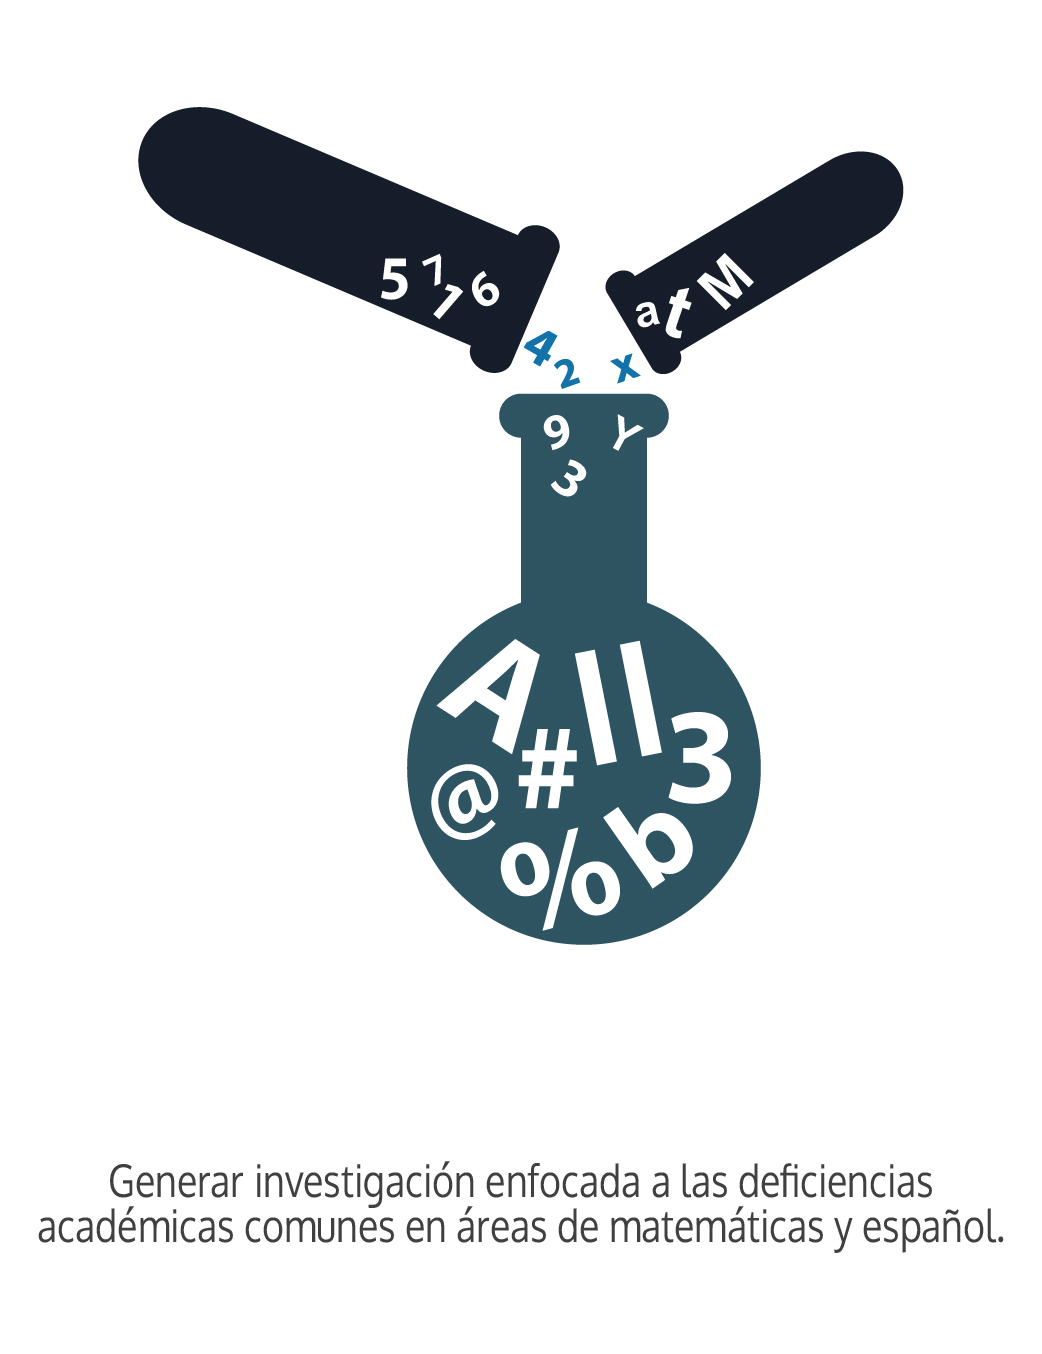 5 7 1 6
a t M
4 2 x
9 Y
3
A ll
@ # 3
% b
Generar investigación enfocada a las deficiencias
académicas comunes en áreas de matemáticas y español.